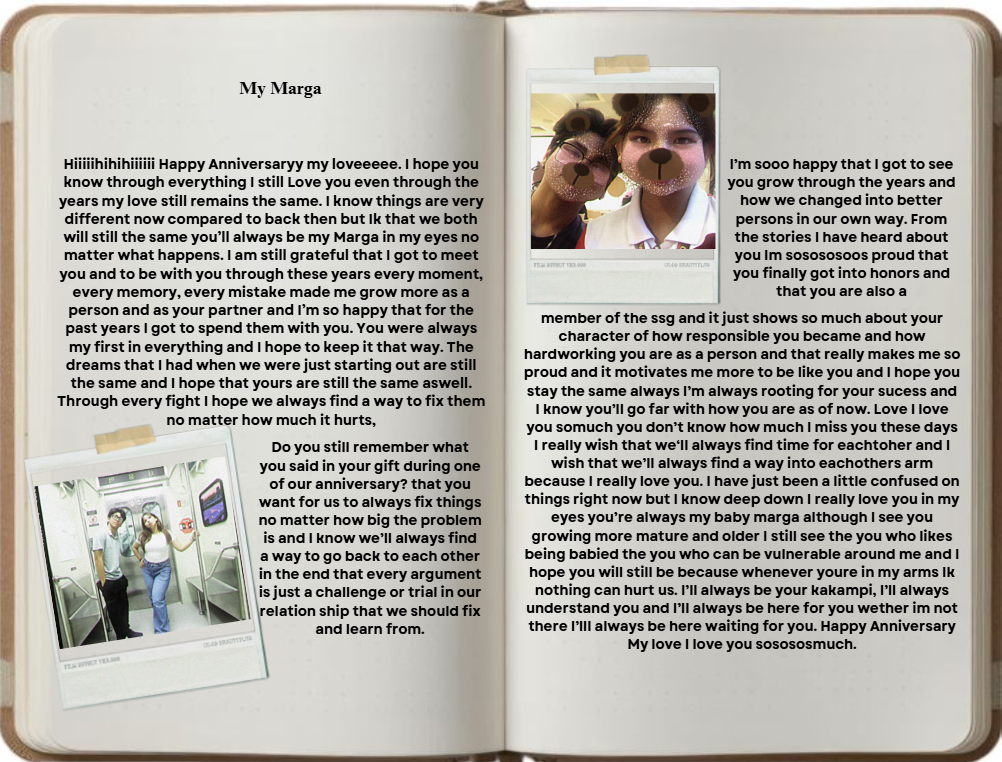 My Marga
Hiiiiihihihiiiiii Happy Anniversaryy my loveeeee. I hope you
know through everything I still Love you even through the
years my love still remains the same. I know things are very
different now compared to back then but Ik that we both
will still the same you'll always be my Marga in my eyes no
matter what happens. I am still grateful that I got to meet
you and to be with you through these years every moment,
every memory, every mistake made me grow more as a
person and as your partner and I'm so happy that for the
past years I got to spend them with you. You were always
my first in everything and I hope to keep it that way. The
dreams that I had when we were just starting out are still
the same and I hope that yours are still the same aswell.
Through every fight I hope we always find a way to fix them
no matter how much it hurts,
Do you still remember what
you said in your gift during one
of our anniversary? that you
want for us to always fix things
no matter how big the problem
is and I know we'll always find
a way to go back to each other
in the end that every argument
is just a challenge or trial in our
relation ship that we should fix
and learn from.
I'm sooo happy that I got to see
you grow through the years and
how we changed into better
persons in our own way. From
the stories I have heard about
you Im sosososoos proud that
you finally got into honors and
that you are also a
member of the ssg and it just shows so much about your
character of how responsible you became and how
hardworking you are as a person and that really makes me so
proud and it motivates me more to be like you and I hope you
stay the same always I'm always rooting for your sucess and
I know you'll go far with how you are as of now. Love I love
you somuch you don't know how much I miss you these days
I really wish that we'll always find time for eachtoher and I
wish that we'll always find a way into eachothers arm
because I really love you. I have just been a little confused on
things right now but I know deep down I really love you in my
eyes you're always my baby marga although I see you
growing more mature and older I still see the you who likes
being babied the you who can be vulnerable around me and I
hope you will still be because whenever youre in my arms Ik
nothing can hurt us. I'll always be your kakampi, I'll always
understand you and I'll always be here for you wether im not
there I'lll always be here waiting for you. Happy Anniversary
My love I love you sosososmuch.